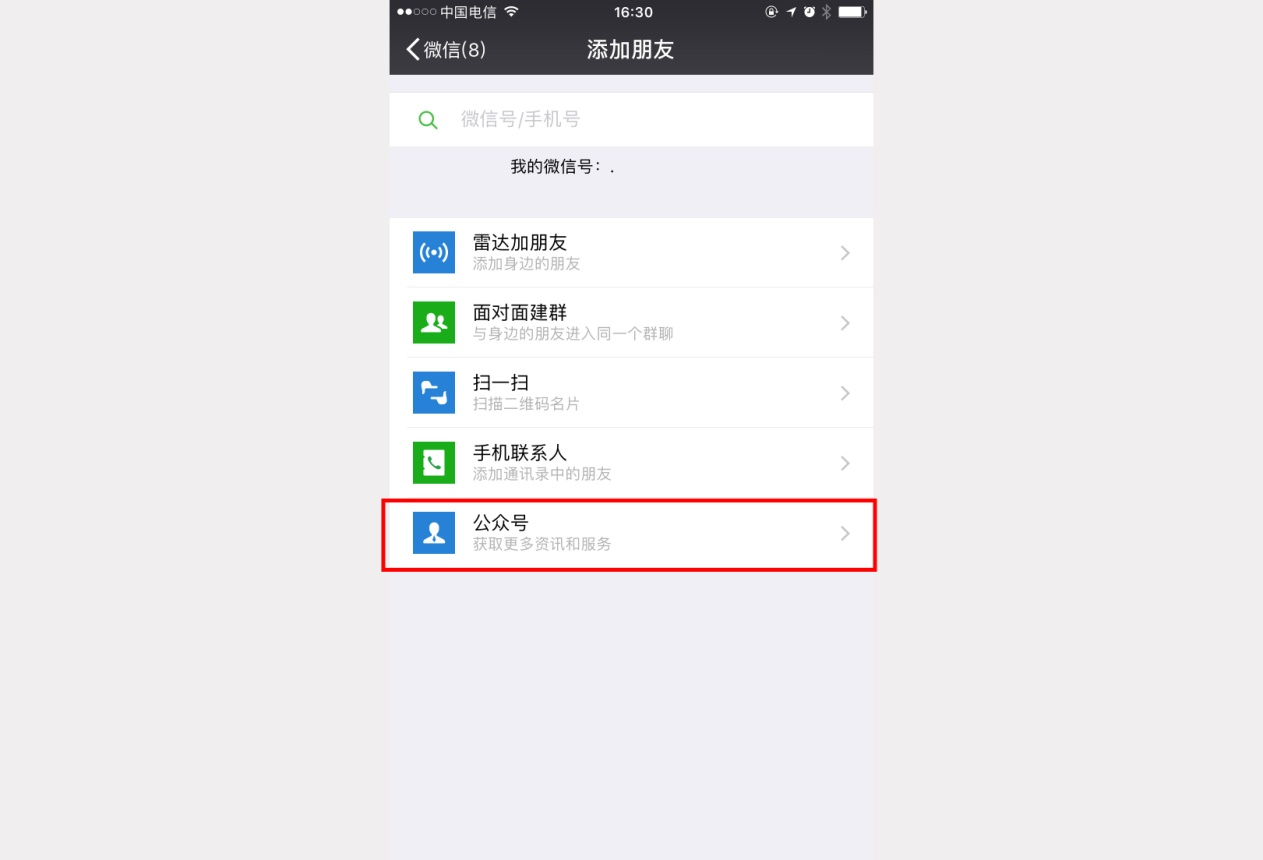 中国电信 16:30
微信(8) 添加朋友
微信号/手机号
我的微信号：.
雷达加朋友
添加身边的朋友
面对面建群
与身边的朋友进入同一个群聊
扫一扫
扫描二维码名片
手机联系人
添加通讯录中的朋友
公众号
获取更多资讯和服务